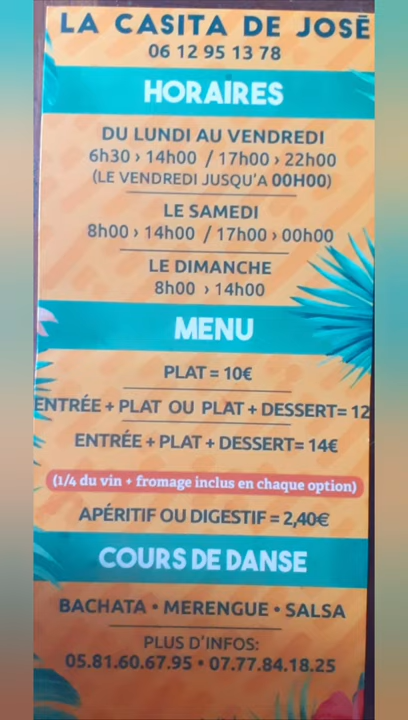 LA CASITA DE JOSĒ
06 12 95 13 78
HORAIRES
DU LUNDI AU VENDREDI
6h30 › 14h00 / 17h00 › 22h00
(LE VENDREDI JUSQU'A 00H00)
LE SAMEDI
8h00 › 14h00 / 17h00 › 00h00
LE DIMANCHE
8h00 › 14h00
MENU
PLAT = 10€
ENTRÉE + PLAT OU PLAT + DESSERT= 12
ENTRÉE + PLAT + DESSERT= 14€
(1/4 du vin + fromage inclus en chaque option)
APÉRITIF OU DIGESTIF = 2,40€
COURS DE DANSE
BACHATA • MERENGUE • SALSA
PLUS D'INFOS:
05.81.60.67.95 • 07.77.84.18.25